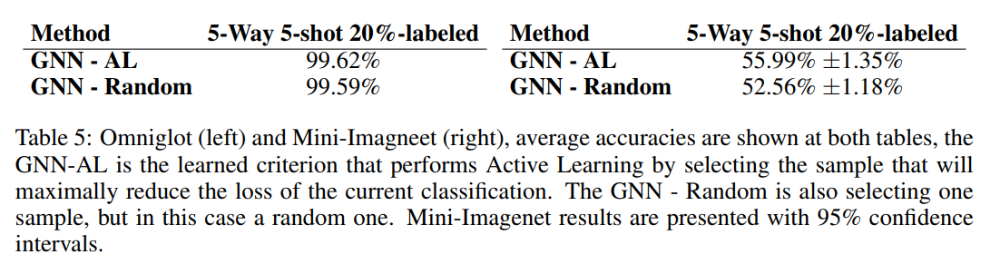 Method 5-Way 5-shot 20%-labeled Method 5-Way 5-shot 20%-labeled
GNN - AL 99.62% GNN - AL 55.99% ±1.35%
GNN - Random 99.59% GNN - Random 52.56% ±1.18%
Table 5: Omniglot (left) and Mini-Imagneet (right), average accuracies are shown at both tables, the
GNN-AL is the learned criterion that performs Active Learning by selecting the sample that will
maximally reduce the loss of the current classification. The GNN - Random is also selecting one
sample, but in this case a random one. Mini-Imagenet results are presented with 95% confidence
intervals.